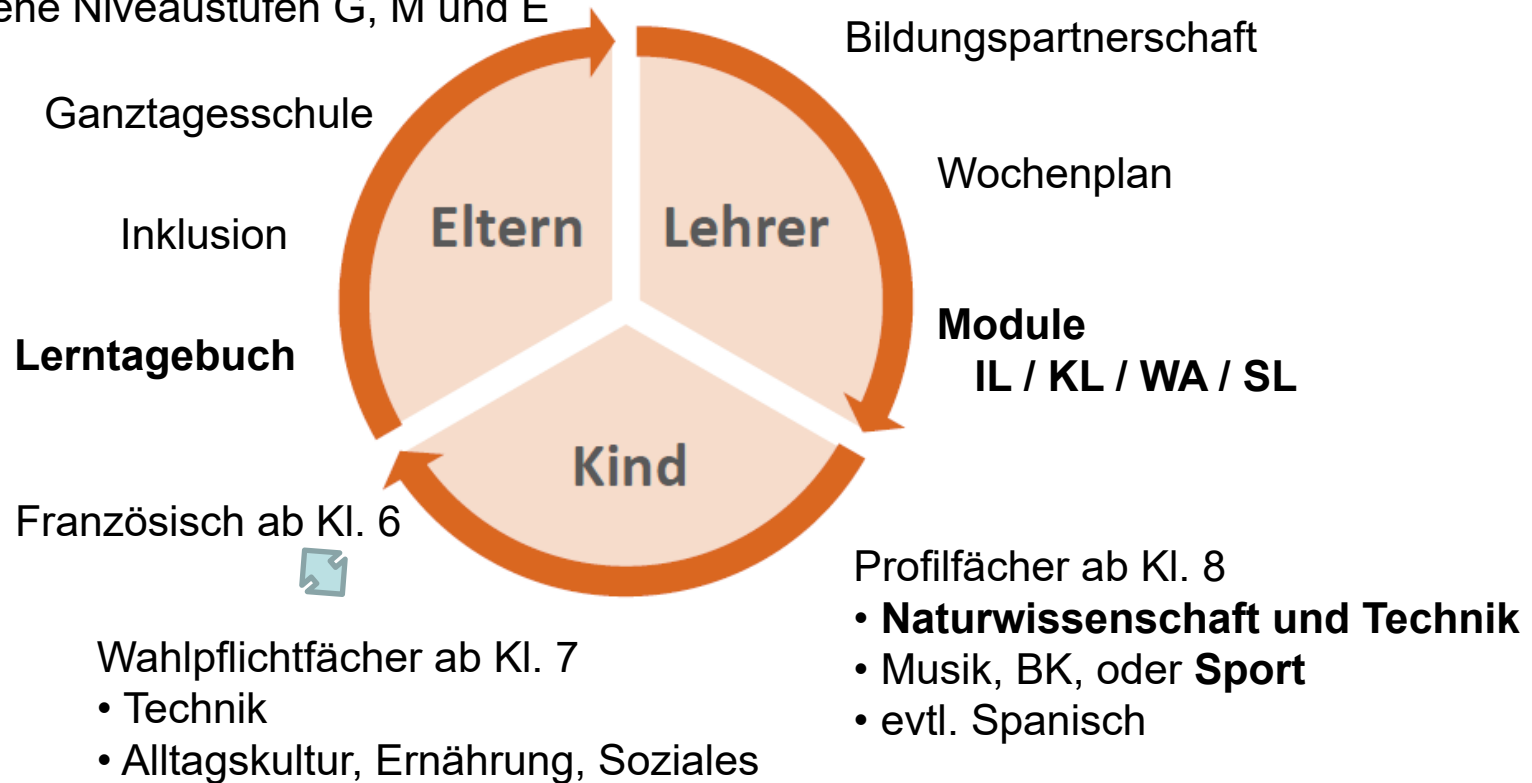 Niveaustufen G, M und E
Bildungspartnerschaft
Ganztagesschule
Wochenplan
Inklusion
Eltern
Lehrer
Module
IL / KL / WA / SL
Lerntagebuch
Kind
Französisch ab Kl. 6
Profilfächer ab Kl. 8
• Naturwissenschaft und Technik
• Musik, BK, oder Sport
• evtl. Spanisch
Wahlpflichtfächer ab Kl. 7
• Technik
• Alltagskultur, Ernährung, Soziales